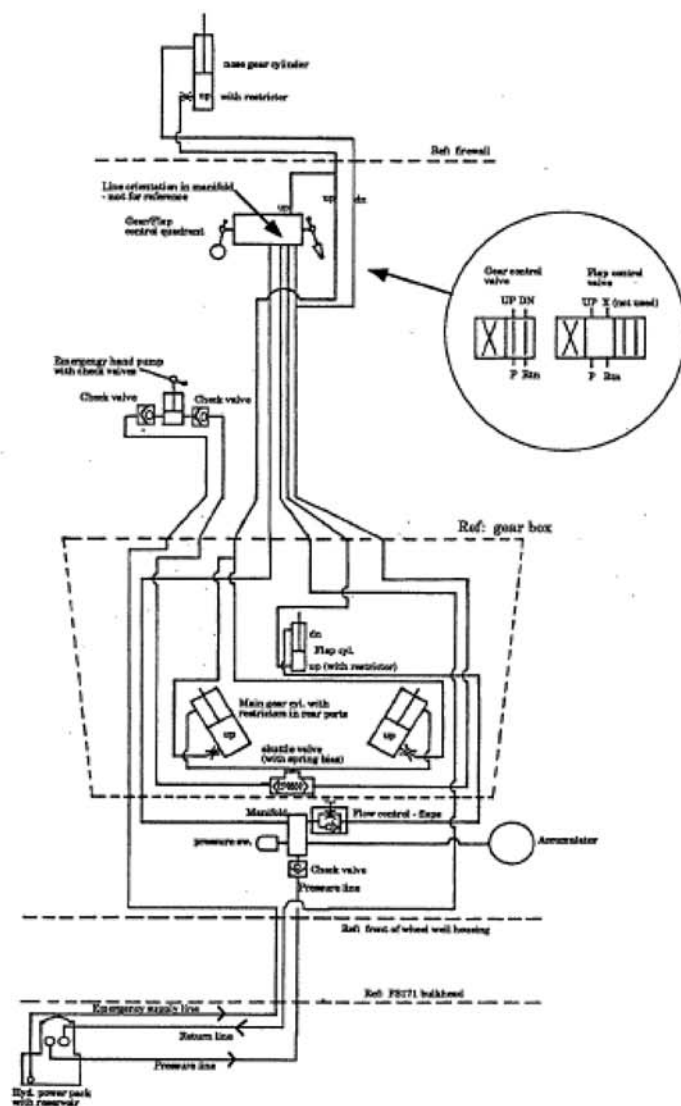 nose gear cylinder
up
with restrictor
Ref: firewall
Line orientation in manifold
- not for reference
up
dn
up
Gear/Flap
control quadrant
Gear control
valve
Flap control
valve
UP DN
UP X (not used)
P Rtn
P Rtn
Emergency hand pump
with check valves
Check valve
Check valve
Ref: gear box
dn
Flap cyl.
up (with restrictor)
Main gear cyl. with
restrictors in rear ports
up
up
shuttle valve
(with spring bias)
Manifold
Flow control - flaps
pressure sw.
Accumulator
Check valve
Pressure line
Ref: front of wheel well housing
Ref: FS171 bulkhead
Emergency supply line
Return line
Pressure line
Hyd. power pack
with reservoir